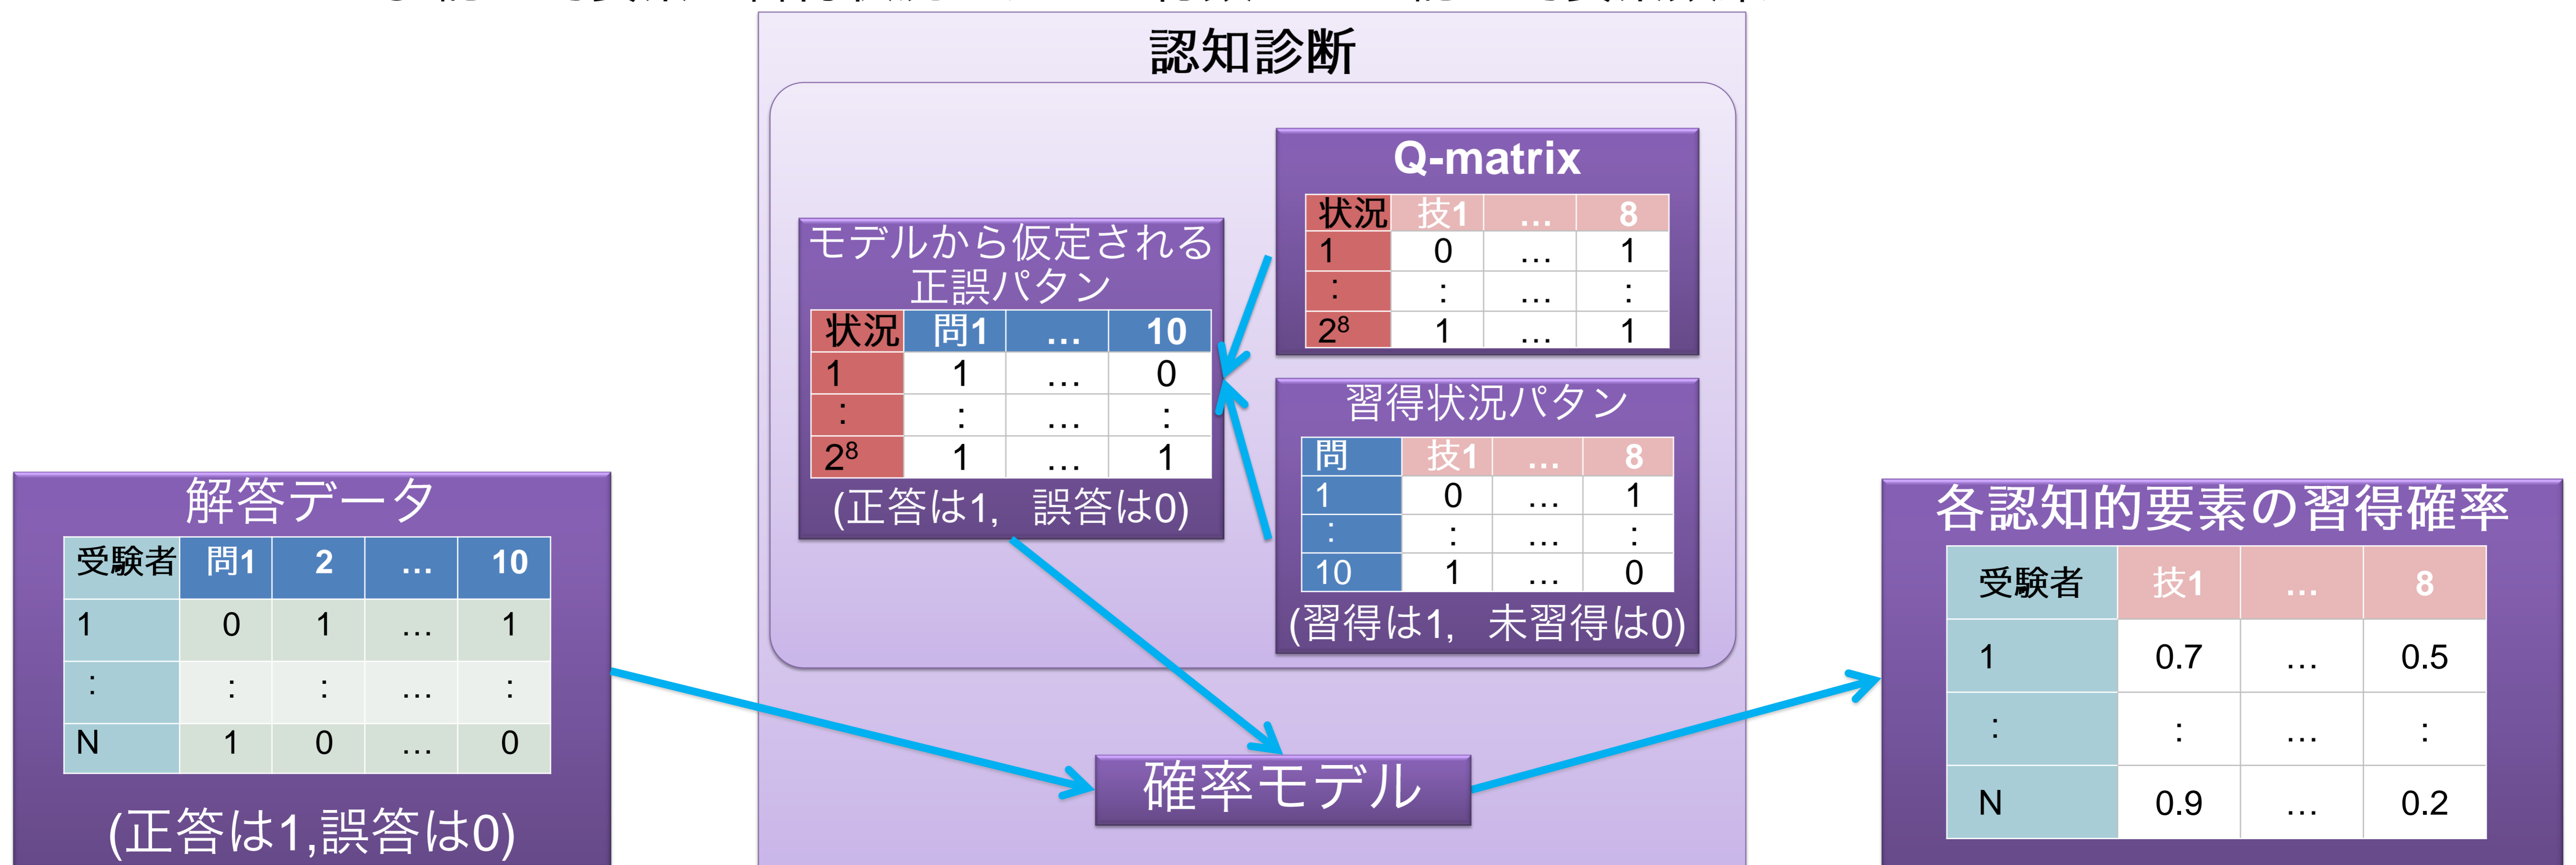 認知診断
Q-matrix
状況 技1 … 8
1 0 … 1
: : … :
2⁸ 1 … 1
モデルから仮定される
正誤パタン
状況 問1 … 10
1 1 … 0
: : … :
2⁸ 1 … 1
(正答は1, 誤答は0)
習得状況パタン
問 技1 … 8
1 0 … 1
: : … :
10 1 … 0
(習得は1, 未習得は0)
解答データ
受験者 問1 2 … 10
1 0 1 … 1
: : : … :
N 1 0 … 0
(正答は1,誤答は0)
確率モデル
各認知的要素の習得確率
受験者 技1 … 8
1 0.7 … 0.5
: : … :
N 0.9 … 0.2